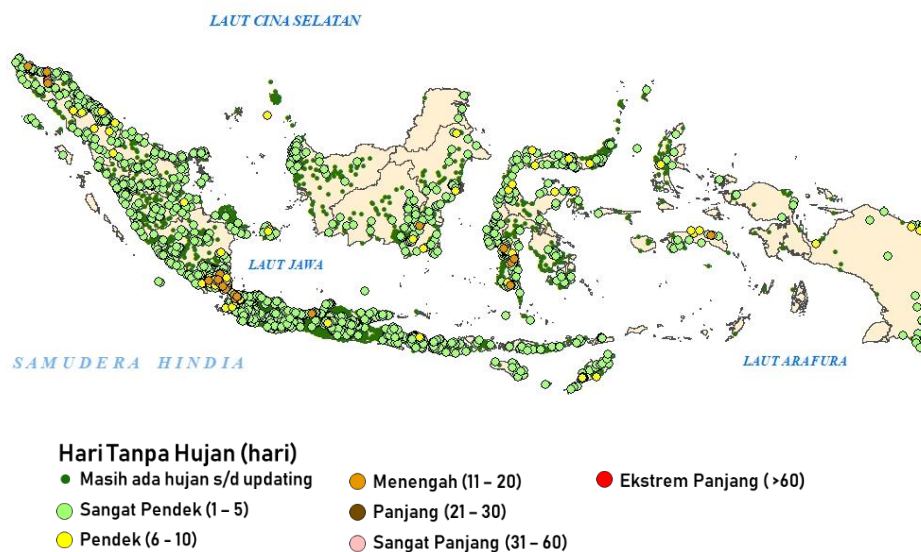 LAUT CINA SELATAN
LAUT JAWA
SAMUDERA HINDIA
LAUT ARAFURA
Hari Tanpa Hujan (hari)
Masih ada hujan s/d updating
Sangat Pendek (1 – 5)
Pendek (6 - 10)
Menengah (11 – 20)
Panjang (21 – 30)
Sangat Panjang (31 – 60)
Ekstrem Panjang ( >60)